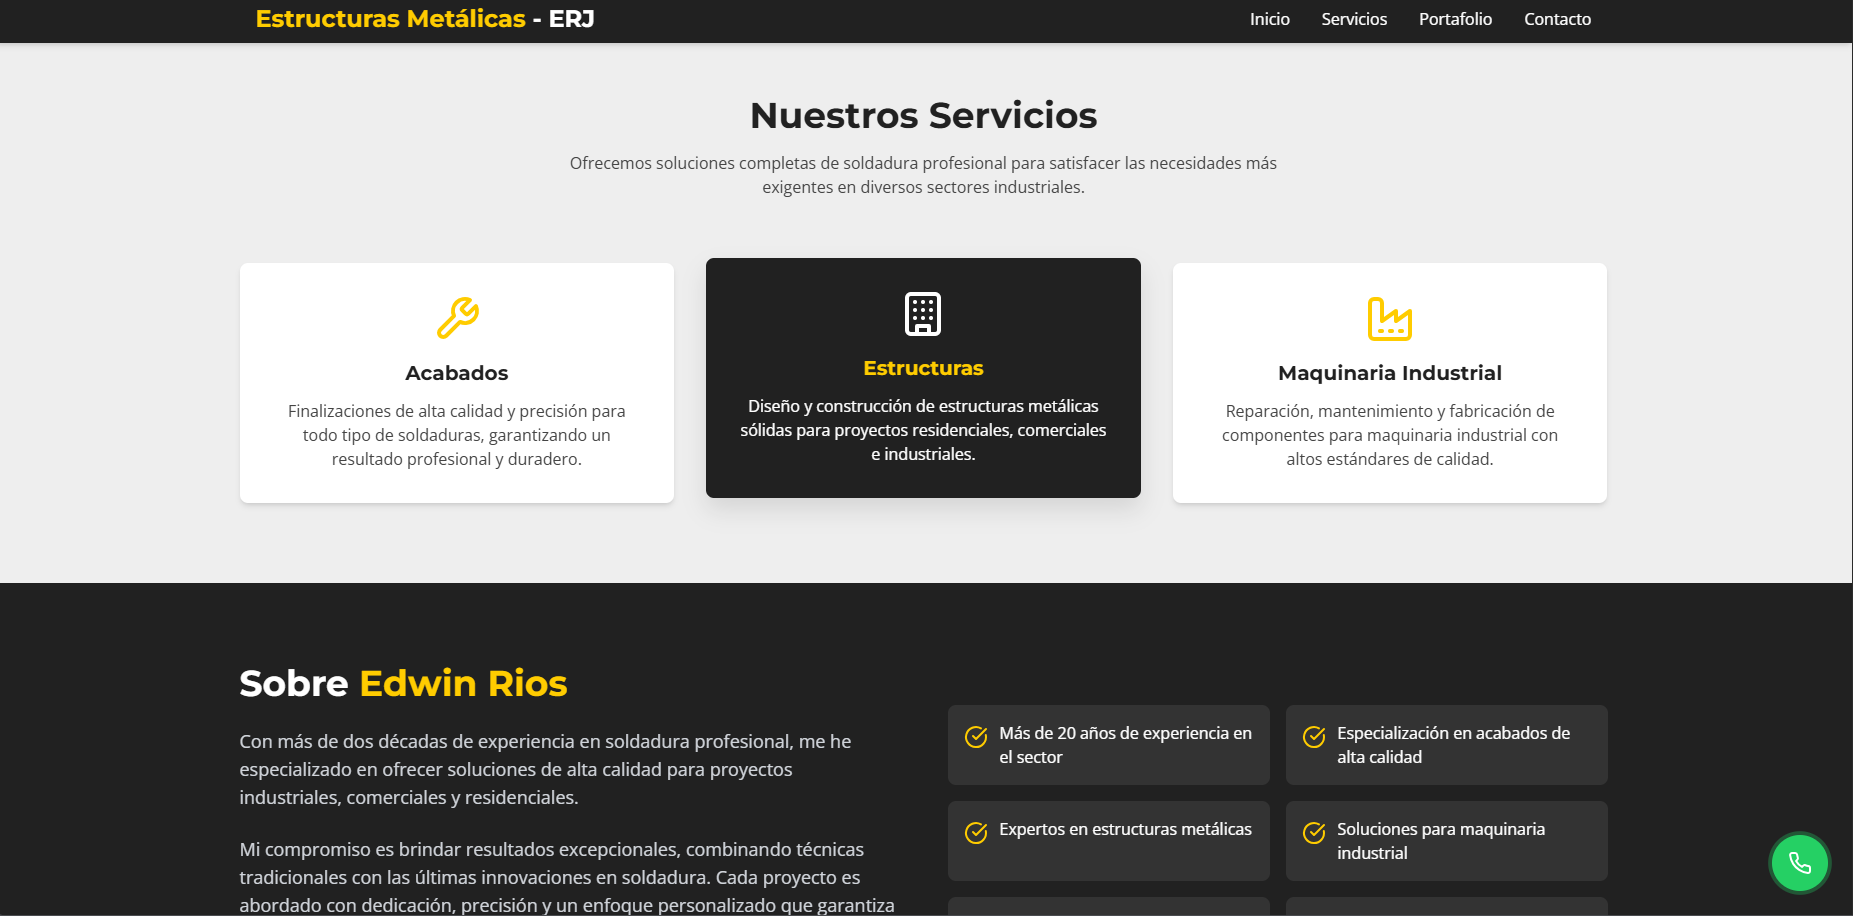 Estructuras Metálicas - ERJ
Inicio
Servicios
Portafolio
Contacto
Nuestros Servicios
Ofrecemos soluciones completas de soldadura profesional para satisfacer las necesidades más
exigentes en diversos sectores industriales.
Acabados
Finalizaciones de alta calidad y precisión para
todo tipo de soldaduras, garantizando un
resultado profesional y duradero.
Estructuras
Diseño y construcción de estructuras metálicas
sólidas para proyectos residenciales, comerciales
e industriales.
Maquinaria Industrial
Reparación, mantenimiento y fabricación de
componentes para maquinaria industrial con
altos estándares de calidad.
Sobre Edwin Rios
Con más de dos décadas de experiencia en soldadura profesional, me he
especializado en ofrecer soluciones de alta calidad para proyectos
industriales, comerciales y residenciales.
Mi compromiso es brindar resultados excepcionales, combinando técnicas
tradicionales con las últimas innovaciones en soldadura. Cada proyecto es
abordado con dedicación, precisión y un enfoque personalizado que garantiza
Más de 20 años de experiencia en
el sector
Especialización en acabados de
alta calidad
Expertos en estructuras metálicas
Soluciones para maquinaria
industrial